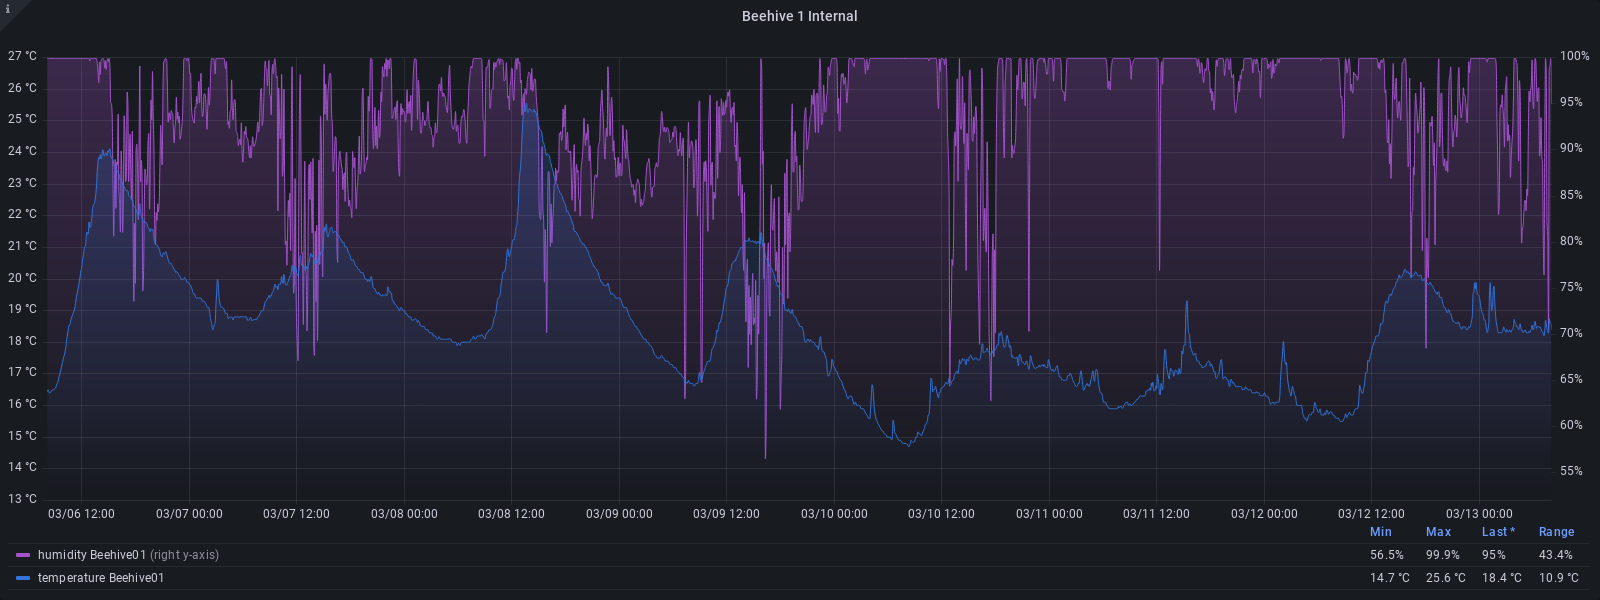 i
Beehive 1 Internal
27 °C
26 °C
25 °C
24 °C
23 °C
22 °C
21 °C
20 °C
19 °C
18 °C
17 °C
16 °C
15 °C
14 °C
13 °C
100%
95%
90%
85%
80%
75%
70%
65%
60%
55%
03/06 12:00 03/07 00:00 03/07 12:00 03/08 00:00 03/08 12:00 03/09 00:00 03/09 12:00 03/10 00:00 03/10 12:00 03/11 00:00 03/11 12:00 03/12 00:00 03/12 12:00 03/13 00:00
Min Max Last * Range
humidity Beehive01 (right y-axis) 56.5% 99.9% 95% 43.4%
temperature Beehive01 14.7 °C 25.6 °C 18.4 °C 10.9 °C